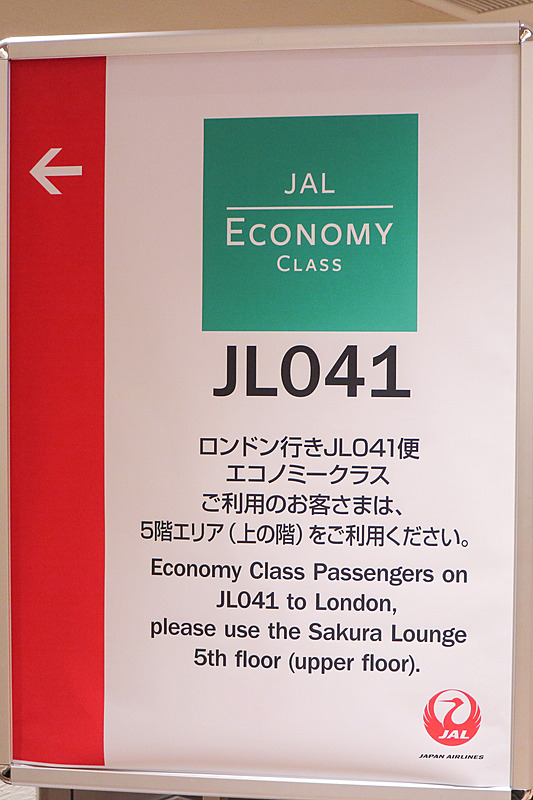 JAL
ECONOMY
CLASS
JL041
ロンドン行きJL041便
エコノミークラス
ご利用のお客さまは、
5階エリア（上の階）をご利用ください。
Economy Class Passengers on
JL041 to London,
please use the Sakura Lounge
5th floor (upper floor).
JAL
JAPAN AIRLINES